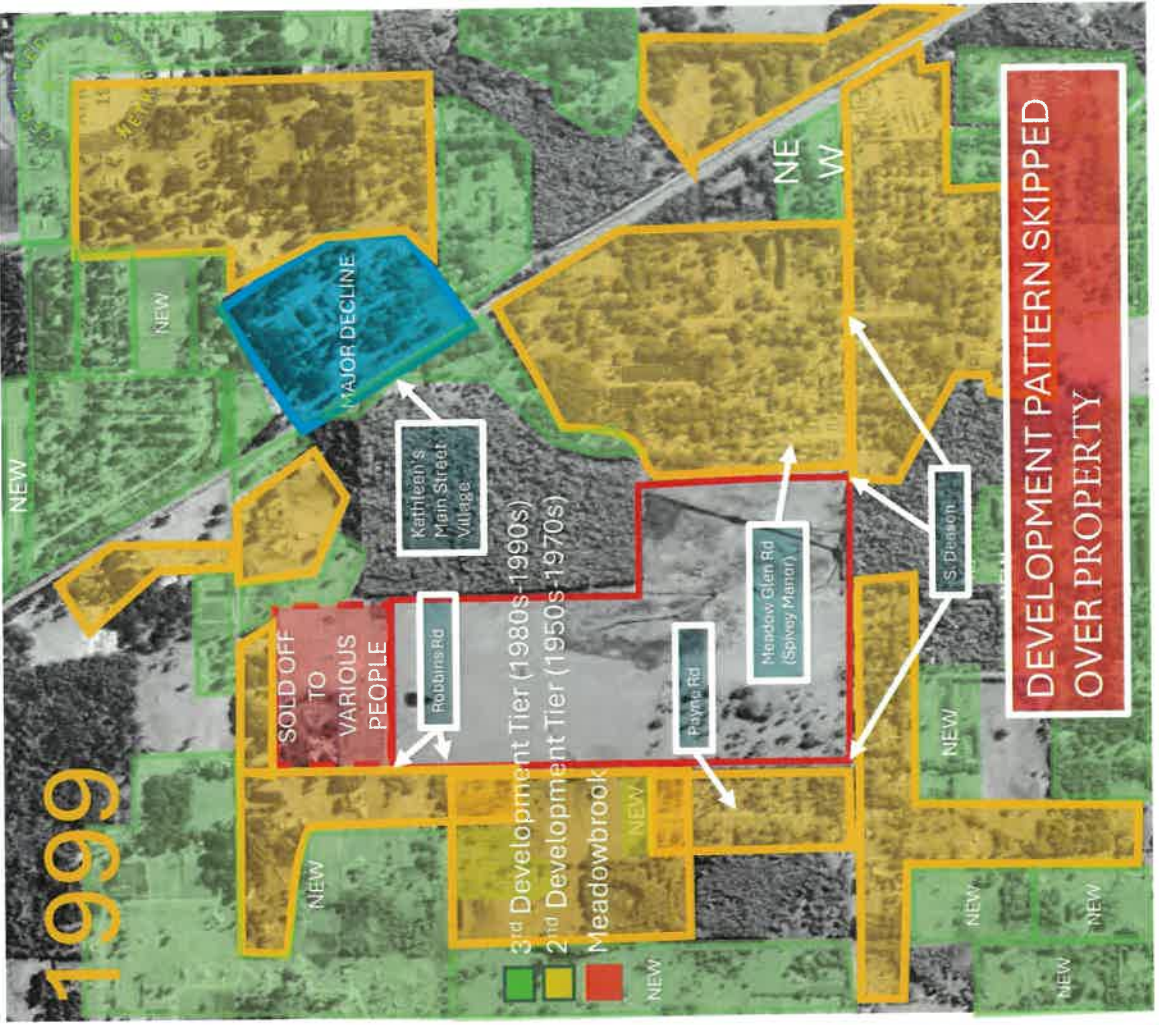 NEW
1999
NEW
SOLD OFF
TO
VARIOUS
PEOPLE
NEW
MAJOR DECLINE
Kathleen's
Main Street
Village
Robbins Rd
3rd Development Tier (1980s-1990s)
2nd Development Tier (1950s-1970s)
Meadowbrook
NEW
NEW
Payne Rd
Meadow Glen Rd
(Spivey Manor)
NE
W
S. Deason
NEW
NEW
NEW
NEW
DEVELOPMENT PATTERN SKIPPED
OVER PROPERTY